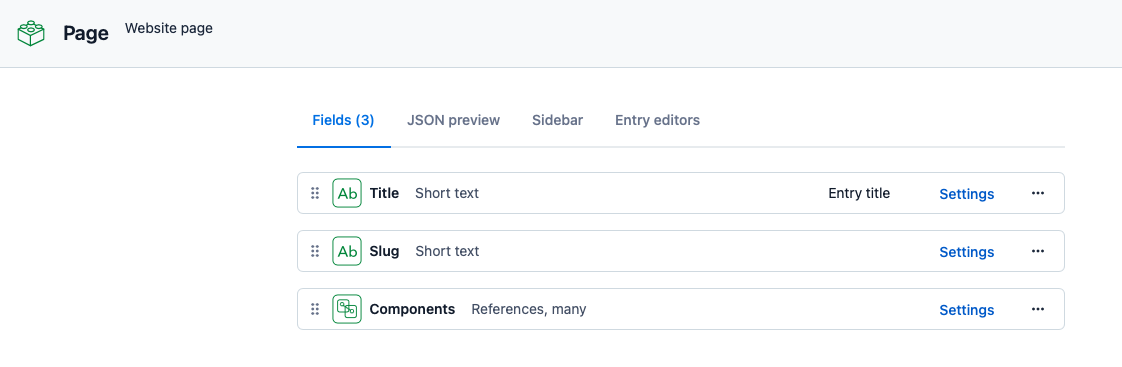 Page Website page
Fields (3) JSON preview Sidebar Entry editors
Ab Title Short text Entry title Settings
Ab Slug Short text Settings
Components References, many Settings